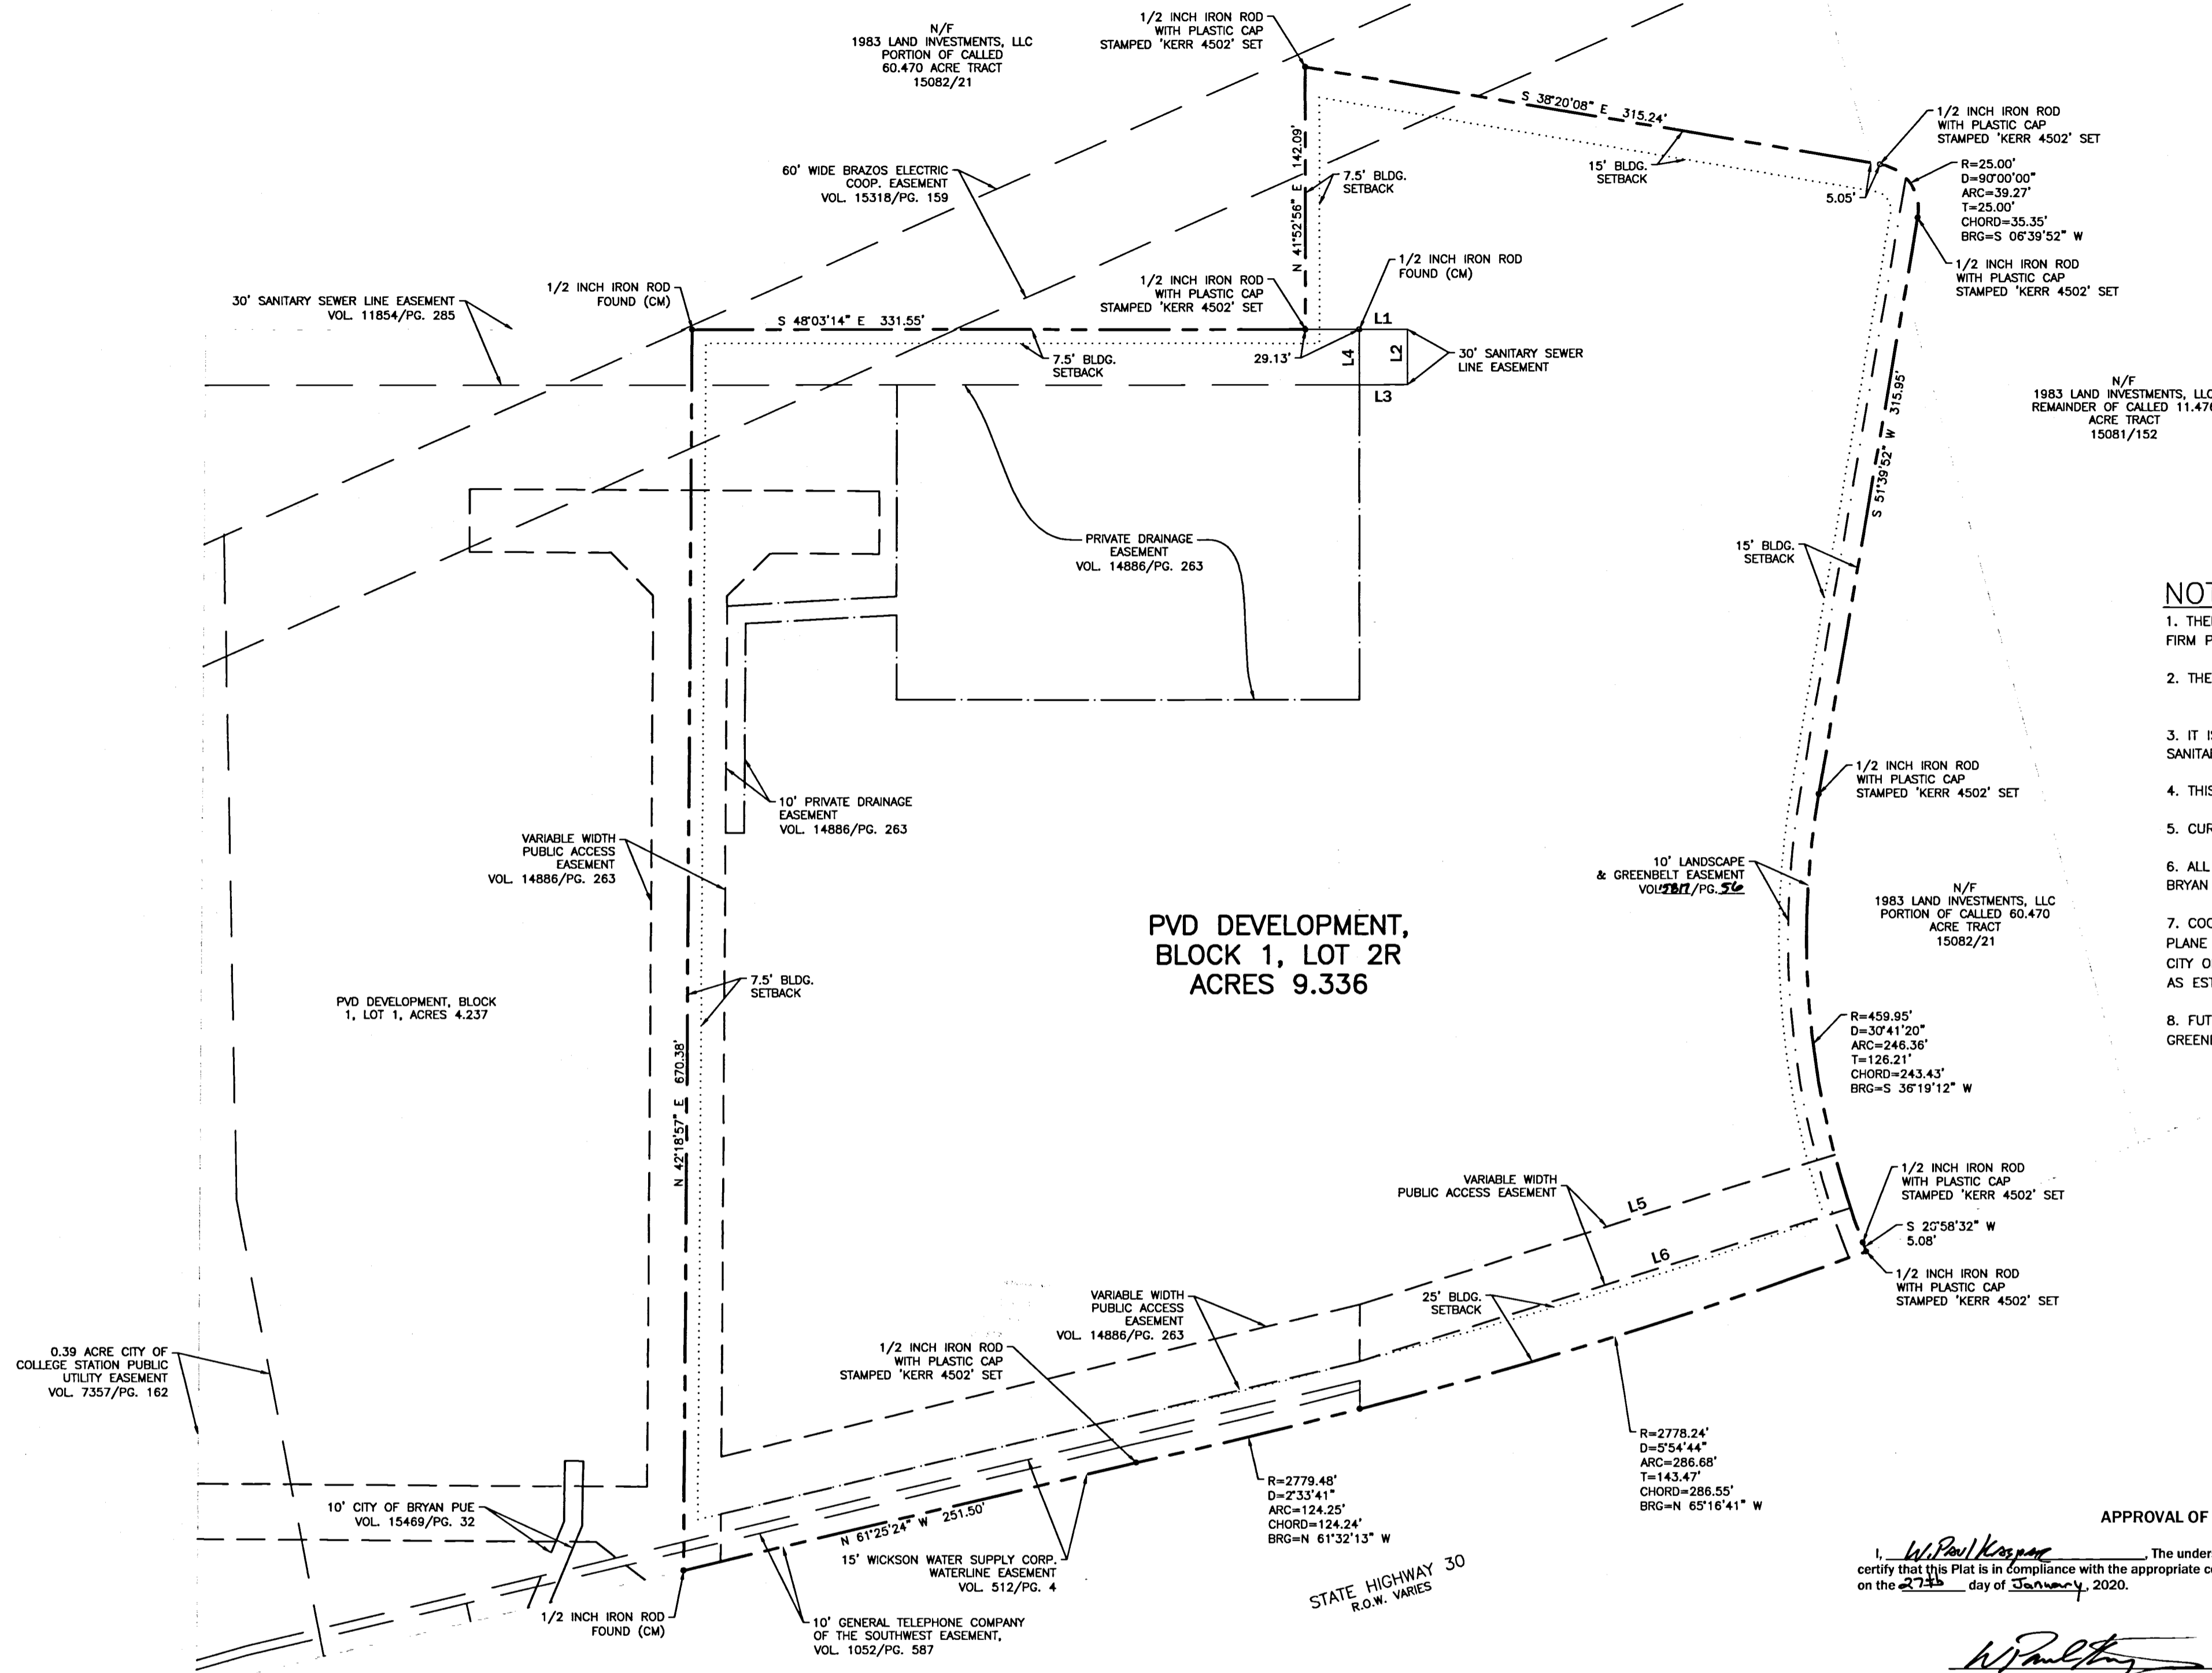 N/F
1983 LAND INVESTMENTS, LLC
PORTION OF CALLED
60.470 ACRE TRACT
15082/21
1/2 INCH IRON ROD
WITH PLASTIC CAP
STAMPED 'KERR 4502' SET
S 38°20'08" E 315.24'
1/2 INCH IRON ROD
WITH PLASTIC CAP
STAMPED 'KERR 4502' SET
R=25.00'
D=90°00'00"
ARC=39.27'
T=25.00'
CHORD=35.35'
BRG=S 06°39'52" W
1/2 INCH IRON ROD
WITH PLASTIC CAP
STAMPED 'KERR 4502' SET
60' WIDE BRAZOS ELECTRIC
COOP. EASEMENT
VOL. 15318/PG. 159
N 41°52'56" E 142.09'
7.5' BLDG.
SETBACK
15' BLDG.
SETBACK
5.05'
30' SANITARY SEWER LINE EASEMENT
VOL. 11854/PG. 285
1/2 INCH IRON ROD
FOUND (CM)
1/2 INCH IRON ROD
WITH PLASTIC CAP
STAMPED 'KERR 4502' SET
1/2 INCH IRON ROD
FOUND (CM)
S 48°03'14" E 331.55'
7.5' BLDG.
SETBACK
29.13'
L1
L4
L2
L3
30' SANITARY SEWER
LINE EASEMENT
S 51°39'52" W 315.95'
N/F
1983 LAND INVESTMENTS, LLC
REMAINDER OF CALLED 11.476
ACRE TRACT
15081/152
PRIVATE DRAINAGE
EASEMENT
VOL. 14886/PG. 263
15' BLDG.
SETBACK
10' PRIVATE DRAINAGE
EASEMENT
VOL. 14886/PG. 263
VARIABLE WIDTH
PUBLIC ACCESS
EASEMENT
VOL. 14886/PG. 263
1/2 INCH IRON ROD
WITH PLASTIC CAP
STAMPED 'KERR 4502' SET
10' LANDSCAPE
& GREENBELT EASEMENT
VOL. /PG. 56
N/F
1983 LAND INVESTMENTS, LLC
PORTION OF CALLED 60.470
ACRE TRACT
15082/21
PVD DEVELOPMENT,
BLOCK 1, LOT 2R
ACRES 9.336
7.5' BLDG.
SETBACK
PVD DEVELOPMENT, BLOCK
1, LOT 1, ACRES 4.237
N 42°18'57" E 670.38'
R=459.95'
D=30°41'20"
ARC=246.36'
T=126.21'
CHORD=243.43'
BRG=S 36°19'12" W
VARIABLE WIDTH
PUBLIC ACCESS EASEMENT
L5
L6
1/2 INCH IRON ROD
WITH PLASTIC CAP
STAMPED 'KERR 4502' SET
S 20°58'32" W
5.08'
1/2 INCH IRON ROD
WITH PLASTIC CAP
STAMPED 'KERR 4502' SET
VARIABLE WIDTH
PUBLIC ACCESS
EASEMENT
VOL. 14886/PG. 263
25' BLDG.
SETBACK
1/2 INCH IRON ROD
WITH PLASTIC CAP
STAMPED 'KERR 4502' SET
0.39 ACRE CITY OF
COLLEGE STATION PUBLIC
UTILITY EASEMENT
VOL. 7357/PG. 162
R=2778.24'
D=5°54'44"
ARC=286.68'
T=143.47'
CHORD=286.55'
BRG=N 65°16'41" W
R=2779.48'
D=2°33'41"
ARC=124.25'
CHORD=124.24'
BRG=N 61°32'13" W
10' CITY OF BRYAN PUE
VOL. 15469/PG. 32
N 61°25'24" W 251.50'
15' WICKSON WATER SUPPLY CORP.
WATERLINE EASEMENT
VOL. 512/PG. 4
1/2 INCH IRON ROD
FOUND (CM)
10' GENERAL TELEPHONE COMPANY
OF THE SOUTHWEST EASEMENT,
VOL. 1052/PG. 587
STATE HIGHWAY 30
R.O.W. VARIES
NOT
1. THE
FIRM P
2. THE
3. IT IS
SANITA
4. THIS
5. CUR
6. ALL
BRYAN
7. COO
PLANE
CITY O
AS EST
8. FUT
GREEN
APPROVAL OF
I, W. Paul Kaspar, The under
certify that this Plat is in compliance with the appropriate c
on the 27th day of January, 2020.